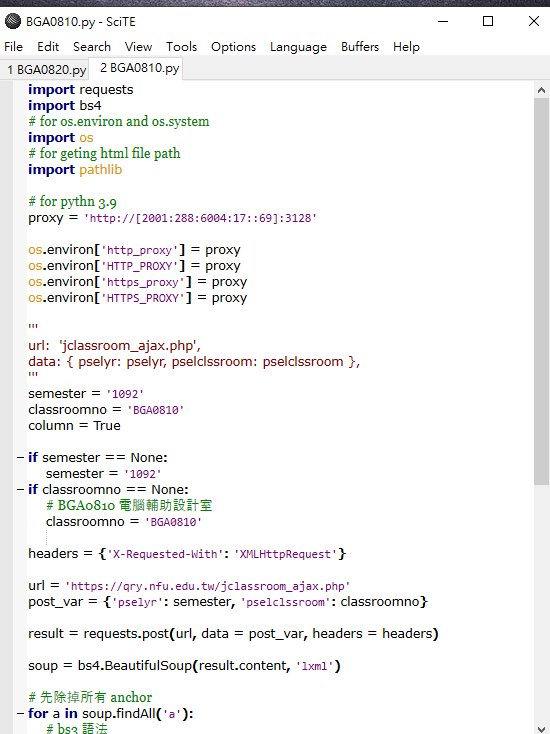 BGA0810.py - SciTE
File Edit Search View Tools Options Language Buffers Help
1 BGA0820.py 2 BGA0810.py
import requests
import bs4
# for os.environ and os.system
import os
# for geting html file path
import pathlib
# for pythn 3.9
proxy = 'http://[2001:288:6004:17::69]:3128'
os.environ['http_proxy'] = proxy
os.environ['HTTP_PROXY'] = proxy
os.environ['https_proxy'] = proxy
os.environ['HTTPS_PROXY'] = proxy
'''
url: 'jclassroom_ajax.php',
data: { pselyr: pselyr, pselclssroom: pselclssroom },
'''
semester = '1092'
classroomno = 'BGA0810'
column = True
if semester == None:
semester = '1092'
if classroomno == None:
# BGA0810 電腦輔助設計室
classroomno = 'BGA0810'
headers = {'X-Requested-With': 'XMLHttpRequest'}
url = 'https://qry.nfu.edu.tw/jclassroom_ajax.php'
post_var = {'pselyr': semester, 'pselclssroom': classroomno}
result = requests.post(url, data = post_var, headers = headers)
soup = bs4.BeautifulSoup(result.content, 'lxml')
# 先除掉所有 anchor
for a in soup.findAll('a'):
# bs3 語法